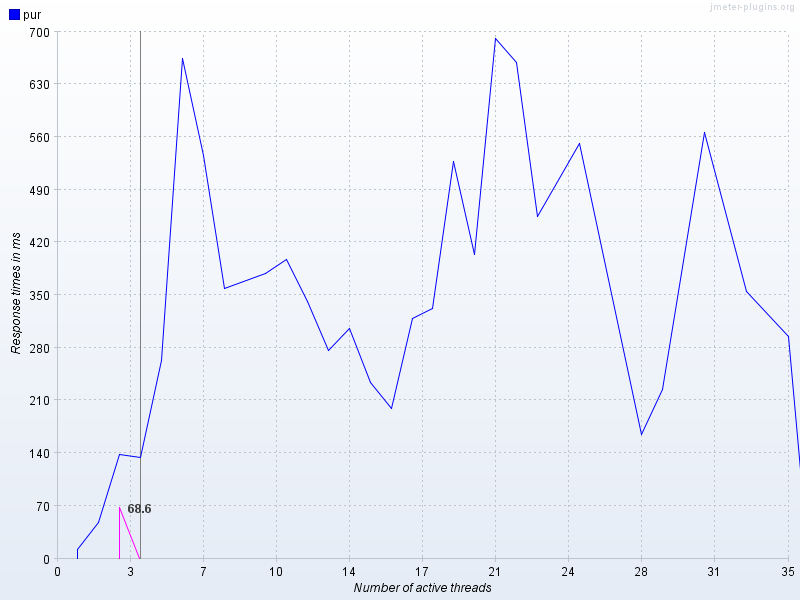 jmeter-plugins.org
pur
700
630
560
490
420
350
280
210
140
70
0
68.6
Response times in ms
0 3 7 10 14 17 21 24 28 31 35
Number of active threads